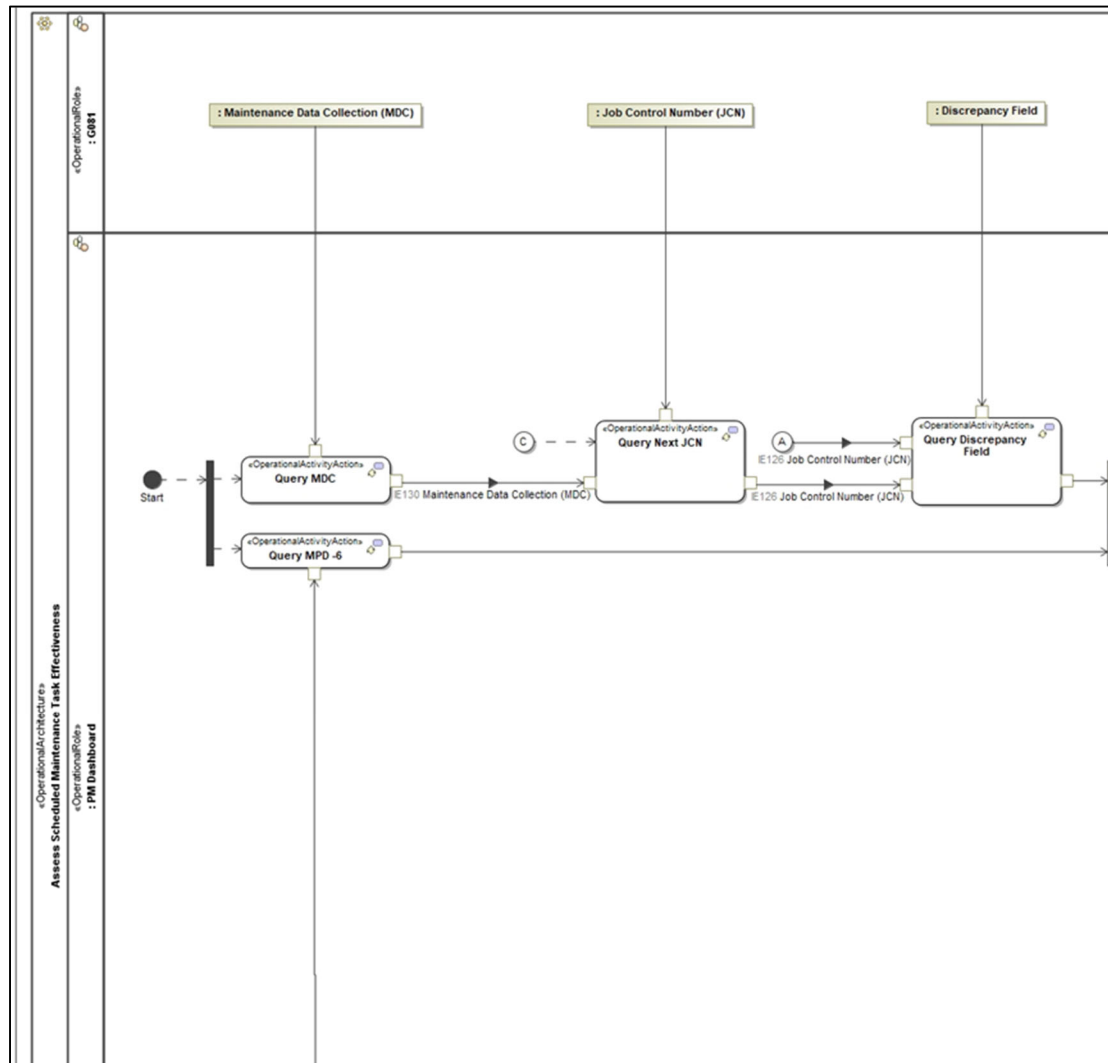 «OperationalArchitecture»
Assess Scheduled Maintenance Task Effectiveness
«OperationalRole»
: G081
: Maintenance Data Collection (MDC)
: Job Control Number (JCN)
: Discrepancy Field
«OperationalRole»
: PM Dashboard
Start
«OperationalActivityAction»
Query MDC
IE130 Maintenance Data Collection (MDC)
C
«OperationalActivityAction»
Query Next JCN
A
IE126 Job Control Number (JCN)
IE126 Job Control Number (JCN)
«OperationalActivityAction»
Query Discrepancy
Field
«OperationalActivityAction»
Query MPD -6